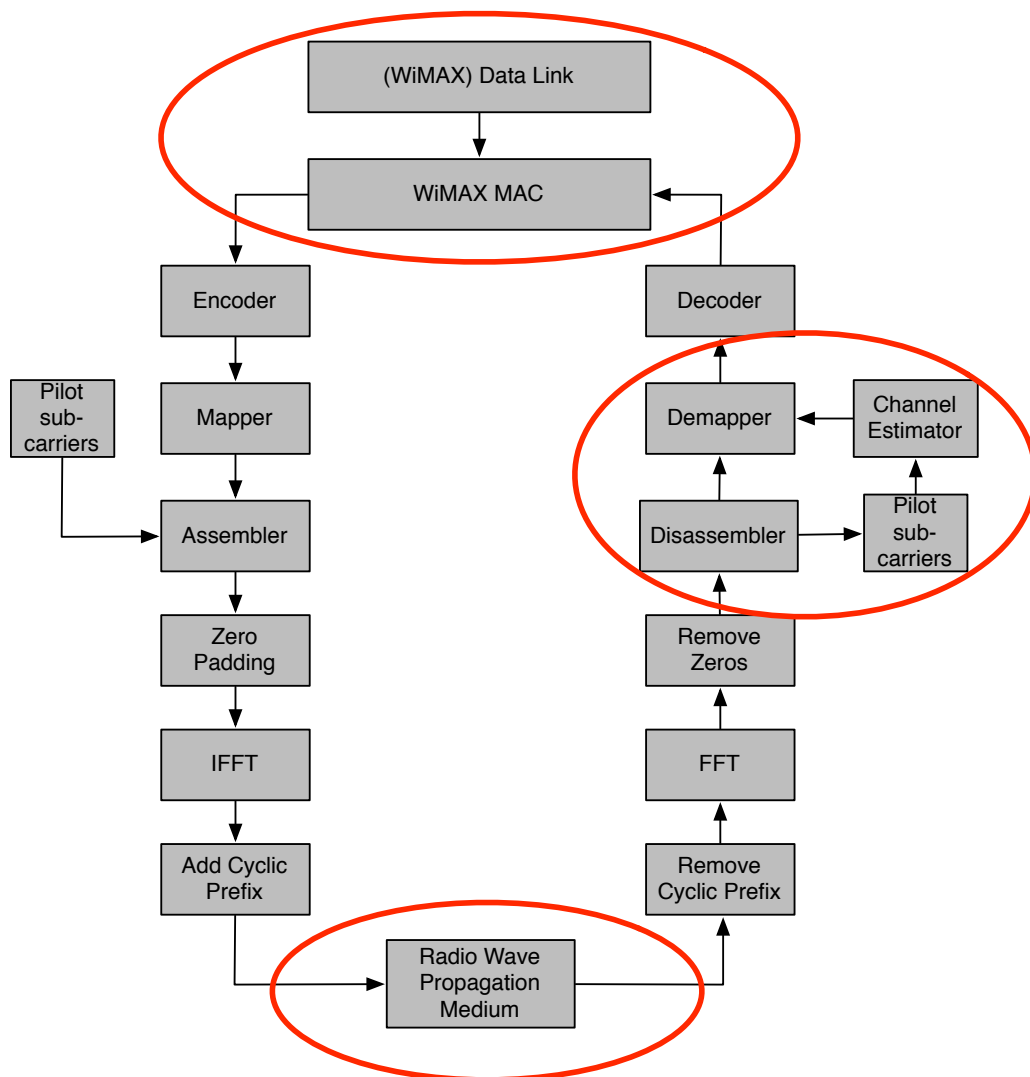 (WiMAX) Data Link
WiMAX MAC
Encoder
Decoder
Pilot
sub-
carriers
Mapper
Demapper
Channel
Estimator
Assembler
Disassembler
Pilot
sub-
carriers
Zero
Padding
Remove
Zeros
IFFT
FFT
Add Cyclic
Prefix
Remove
Cyclic Prefix
Radio Wave
Propagation
Medium